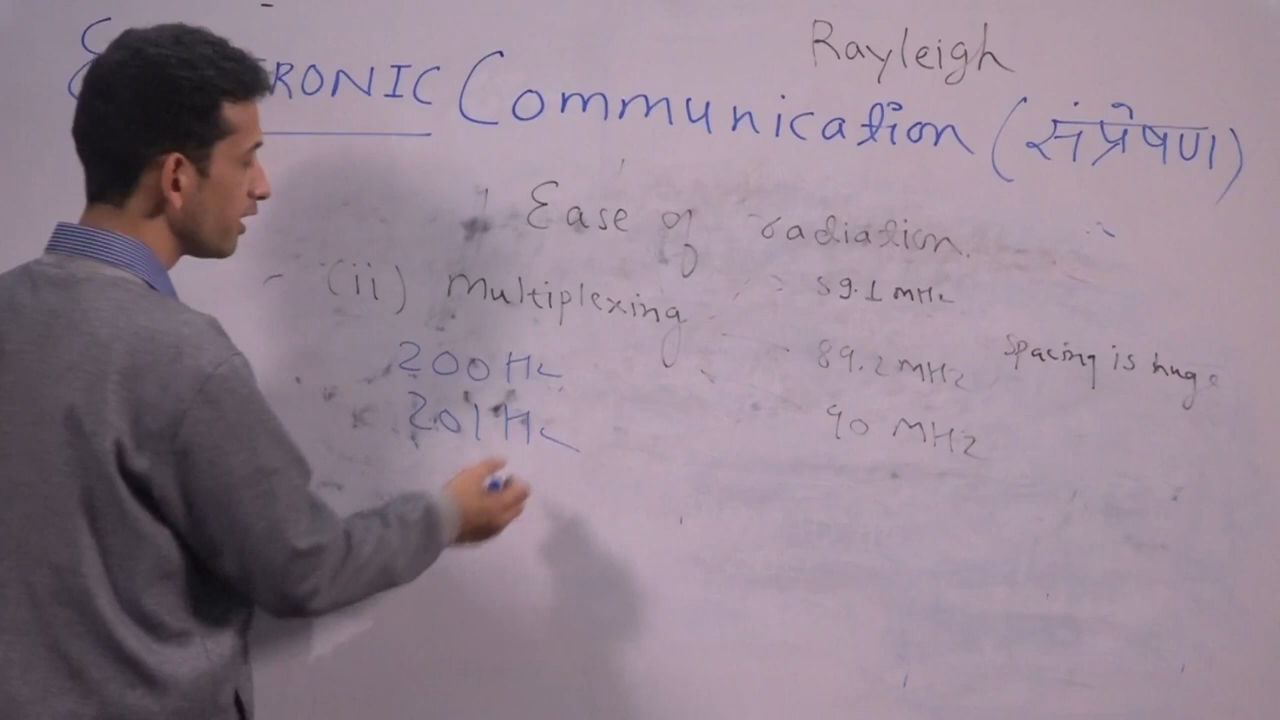 Rayleigh
RONIC Communication (संप्रेषण)
Ease of radiation.
(ii) Multiplexing
59.1 MHz
200 Hz
89.2 MHz
spacing is huge
201 Hz
90 MHz